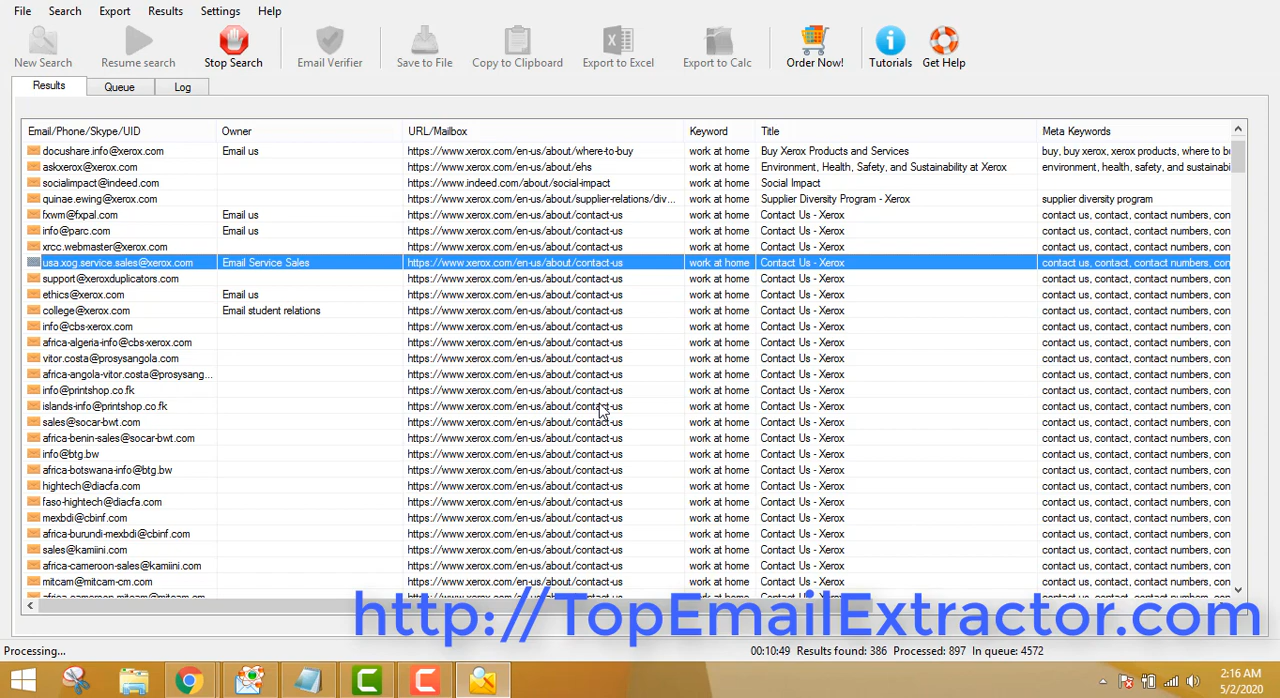 File Search Export Results Settings Help
New Search Resume search Stop Search Email Verifier Save to File Copy to Clipboard Export to Excel Export to Calc Order Now! Tutorials Get Help
Results Queue Log
Email/Phone/Skype/UID Owner URL/Mailbox Keyword Title Meta Keywords
docushare.info@xerox.com Email us https://www.xerox.com/en-us/about/where-to-buy work at home Buy Xerox Products and Services buy, buy xerox, xerox products, where to bu
askxerox@xerox.com https://www.xerox.com/en-us/about/ehs work at home Environment, Health, Safety, and Sustainability at Xerox environment, health, safety, and sustainabi
socialimpact@indeed.com https://www.indeed.com/about/social-impact work at home Social Impact
quinae.ewing@xerox.com https://www.xerox.com/en-us/about/supplier-relations/div... work at home Supplier Diversity Program - Xerox supplier diversity program
fxwm@fxpal.com Email us https://www.xerox.com/en-us/about/contact-us work at home Contact Us - Xerox contact us, contact, contact numbers, con
info@parc.com Email us https://www.xerox.com/en-us/about/contact-us work at home Contact Us - Xerox contact us, contact, contact numbers, con
xrcc.webmaster@xerox.com https://www.xerox.com/en-us/about/contact-us work at home Contact Us - Xerox contact us, contact, contact numbers, con
usa.xog.service.sales@xerox.com Email Service Sales https://www.xerox.com/en-us/about/contact-us work at home Contact Us - Xerox contact us, contact, contact numbers, con
support@xeroxduplicators.com https://www.xerox.com/en-us/about/contact-us work at home Contact Us - Xerox contact us, contact, contact numbers, con
ethics@xerox.com Email us https://www.xerox.com/en-us/about/contact-us work at home Contact Us - Xerox contact us, contact, contact numbers, con
college@xerox.com Email student relations https://www.xerox.com/en-us/about/contact-us work at home Contact Us - Xerox contact us, contact, contact numbers, con
info@cbs-xerox.com https://www.xerox.com/en-us/about/contact-us work at home Contact Us - Xerox contact us, contact, contact numbers, con
africa-algeria-info@cbs-xerox.com https://www.xerox.com/en-us/about/contact-us work at home Contact Us - Xerox contact us, contact, contact numbers, con
vitor.costa@prosysangola.com https://www.xerox.com/en-us/about/contact-us work at home Contact Us - Xerox contact us, contact, contact numbers, con
africa-angola-vitor.costa@prosysang... https://www.xerox.com/en-us/about/contact-us work at home Contact Us - Xerox contact us, contact, contact numbers, con
info@printshop.co.fk https://www.xerox.com/en-us/about/contact-us work at home Contact Us - Xerox contact us, contact, contact numbers, con
islands-info@printshop.co.fk https://www.xerox.com/en-us/about/contact-us work at home Contact Us - Xerox contact us, contact, contact numbers, con
sales@socar-bwt.com https://www.xerox.com/en-us/about/contact-us work at home Contact Us - Xerox contact us, contact, contact numbers, con
africa-benin-sales@socar-bwt.com https://www.xerox.com/en-us/about/contact-us work at home Contact Us - Xerox contact us, contact, contact numbers, con
info@btg.bw https://www.xerox.com/en-us/about/contact-us work at home Contact Us - Xerox contact us, contact, contact numbers, con
africa-botswana-info@btg.bw https://www.xerox.com/en-us/about/contact-us work at home Contact Us - Xerox contact us, contact, contact numbers, con
hightech@diacfa.com https://www.xerox.com/en-us/about/contact-us work at home Contact Us - Xerox contact us, contact, contact numbers, con
faso-hightech@diacfa.com https://www.xerox.com/en-us/about/contact-us work at home Contact Us - Xerox contact us, contact, contact numbers, con
mexbdi@cbinf.com https://www.xerox.com/en-us/about/contact-us work at home Contact Us - Xerox contact us, contact, contact numbers, con
africa-burundi-mexbdi@cbinf.com https://www.xerox.com/en-us/about/contact-us work at home Contact Us - Xerox contact us, contact, contact numbers, con
sales@kamiini.com https://www.xerox.com/en-us/about/contact-us work at home Contact Us - Xerox contact us, contact, contact numbers, con
africa-cameroon-sales@kamiini.com https://www.xerox.com/en-us/about/contact-us work at home Contact Us - Xerox contact us, contact, contact numbers, con
mitcam@mitcam-cm.com https://www.xerox.com/en-us/about/contact-us work at home Contact Us - Xerox contact us, contact, contact numbers, con
http://TopEmailExtractor.com
Processing... 00:10:49 Results found: 386 Processed: 897 In queue: 4572
2:16 AM
5/2/2020